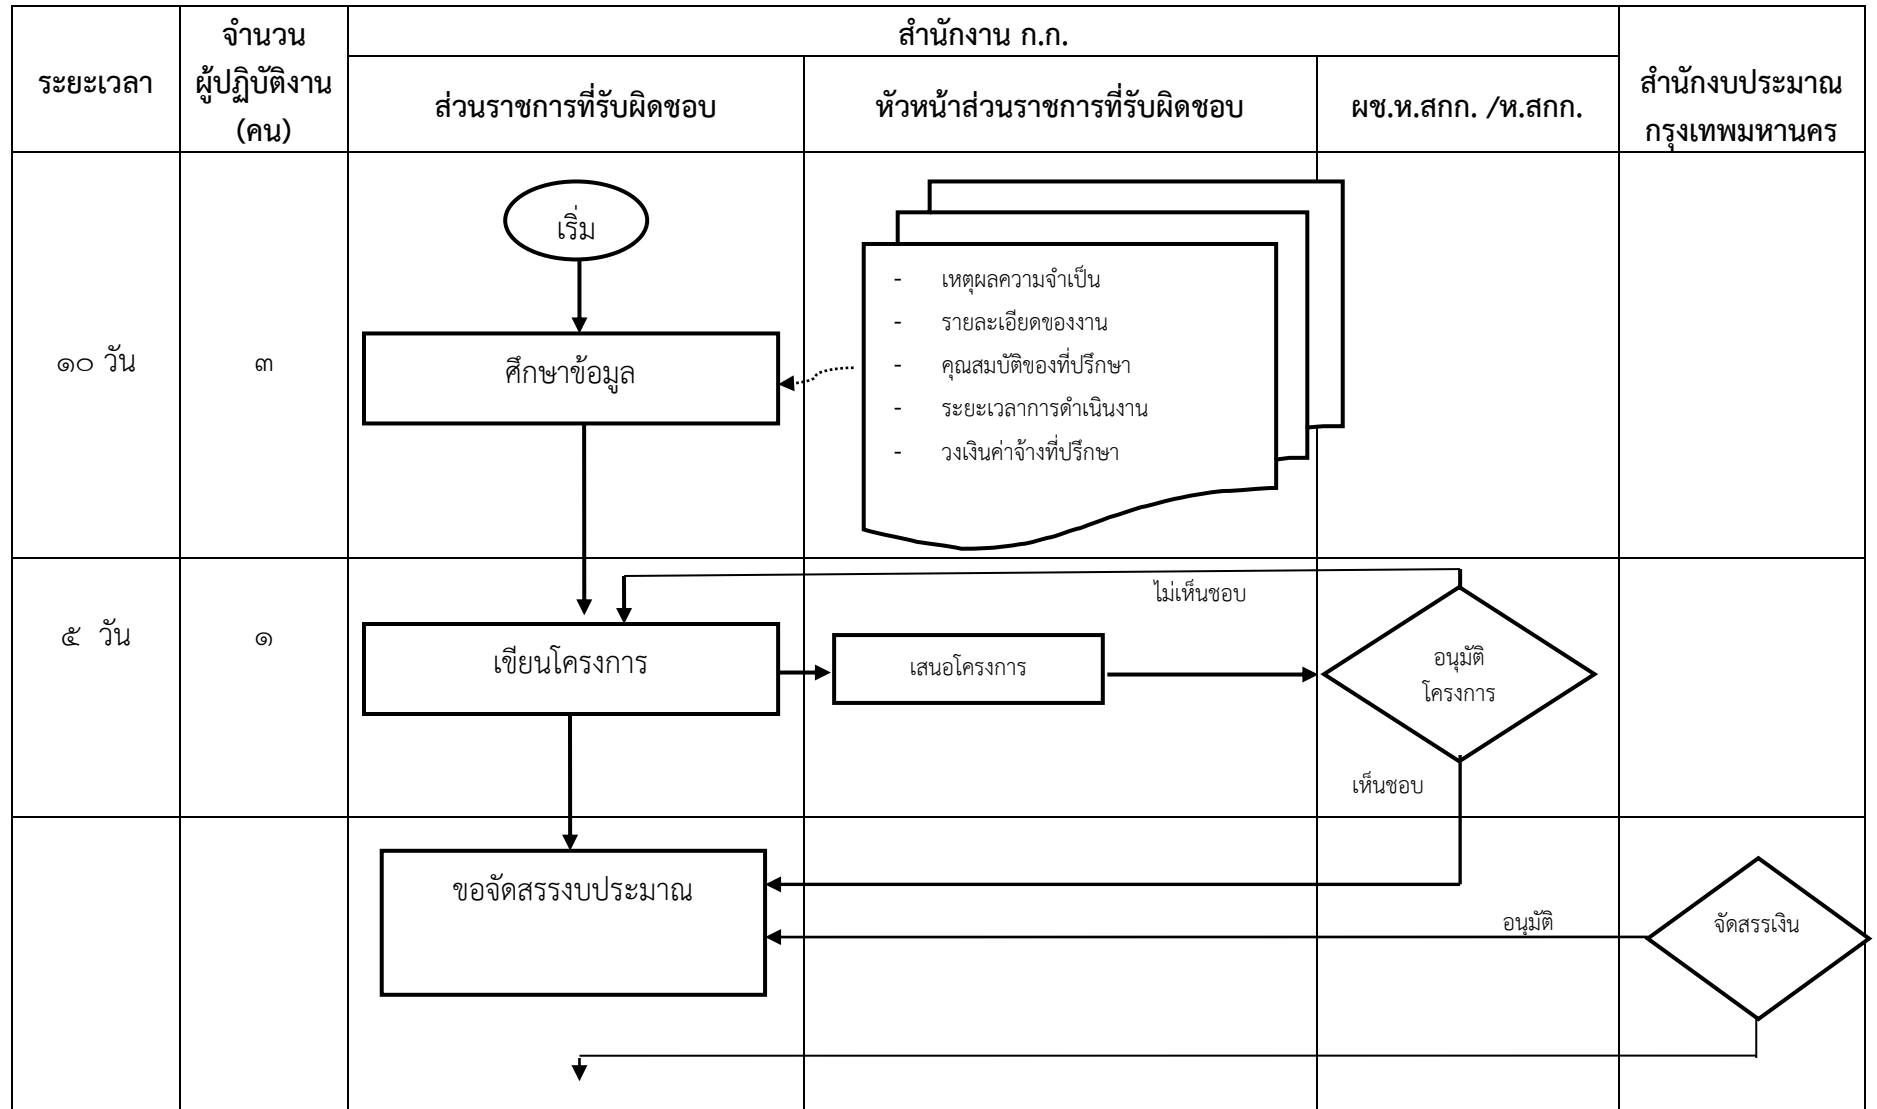 ระยะเวลา
จำนวน
ผู้ปฏิบัติงาน
(คน)
สำนักงาน ก.ก.
ส่วนราชการที่รับผิดชอบ
หัวหน้าส่วนราชการที่รับผิดชอบ
ผช.ห.สกก. /ห.สกก.
สำนักงบประมาณ
กรุงเทพมหานคร
๑๐ วัน
๓
เริ่ม
ศึกษาข้อมูล
- เหตุผลความจำเป็น
- รายละเอียดของงาน
- คุณสมบัติของที่ปรึกษา
- ระยะเวลาการดำเนินงาน
- วงเงินค่าจ้างที่ปรึกษา
๕ วัน
๑
ไม่เห็นชอบ
เขียนโครงการ
เสนอโครงการ
อนุมัติ
โครงการ
เห็นชอบ
ขอจัดสรรงบประมาณ
อนุมัติ
จัดสรรเงิน